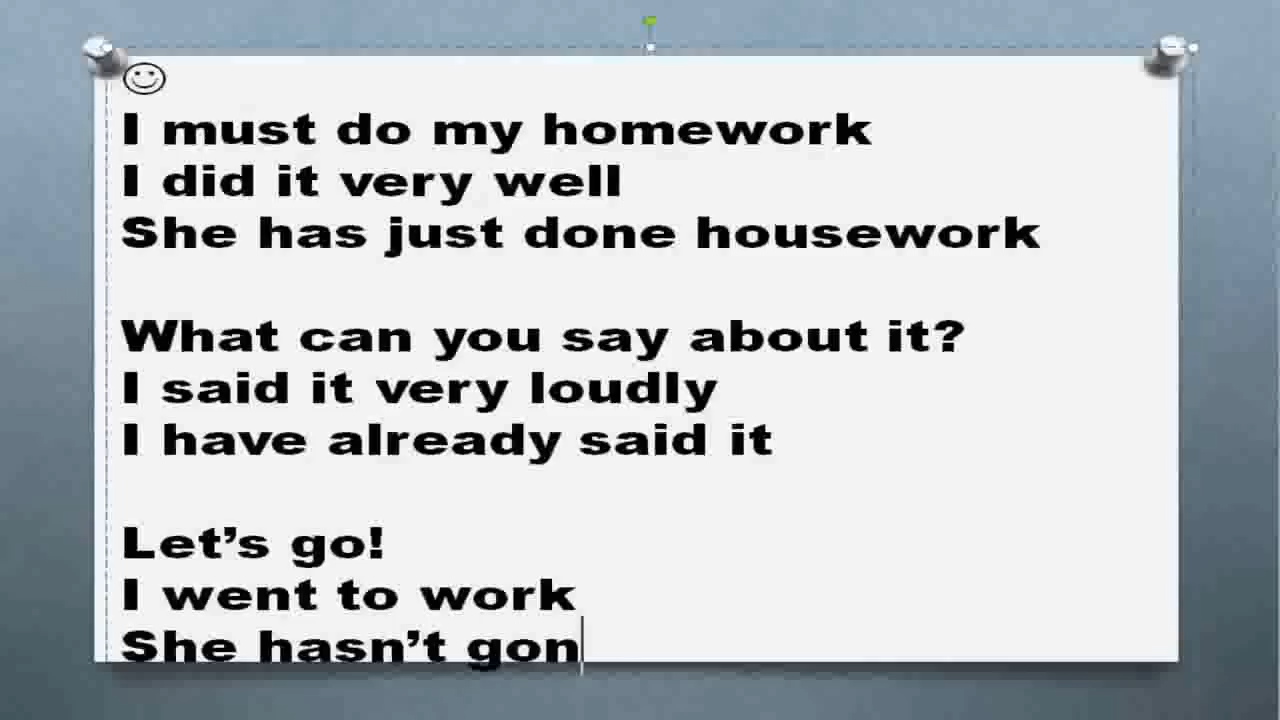 I must do my homework
I did it very well
She has just done housework
What can you say about it?
I said it very loudly
I have already said it
Let’s go!
I went to work
She hasn’t gon